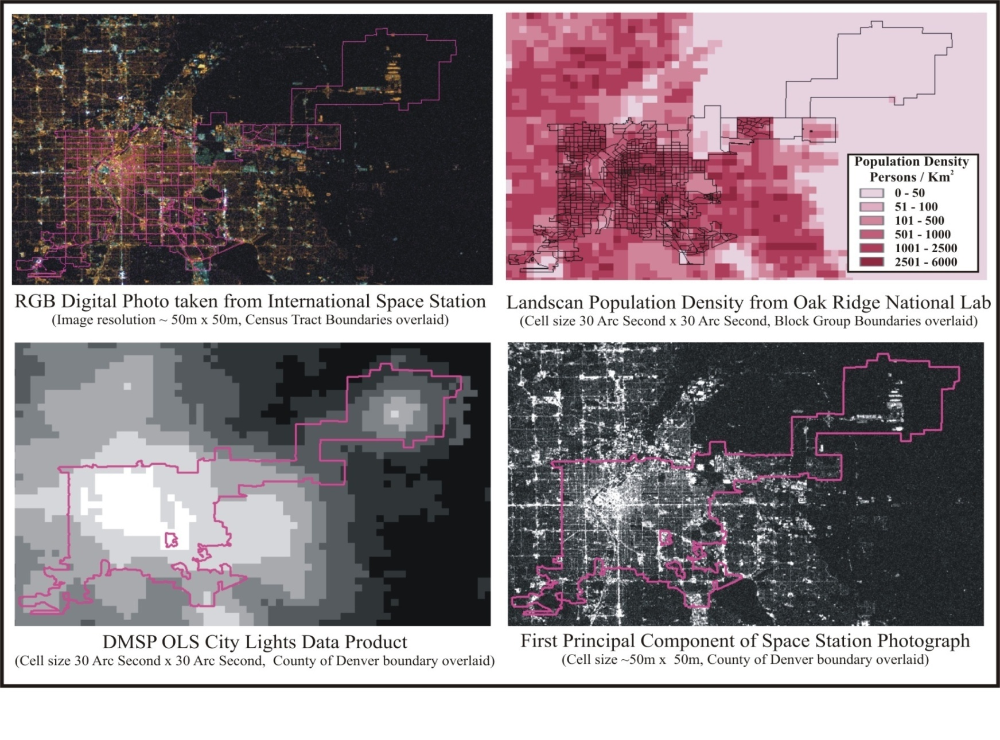 Population Density
Persons / Km²
0 - 50
51 - 100
101 - 500
501 - 1000
1001 - 2500
2501 - 6000
RGB Digital Photo taken from International Space Station
(Image resolution ~ 50m x 50m, Census Tract Boundaries overlaid)
Landscan Population Density from Oak Ridge National Lab
(Cell size 30 Arc Second x 30 Arc Second, Block Group Boundaries overlaid)
DMSP OLS City Lights Data Product
(Cell size 30 Arc Second x 30 Arc Second, County of Denver boundary overlaid)
First Principal Component of Space Station Photograph
(Cell size ~50m x 50m, County of Denver boundary overlaid)